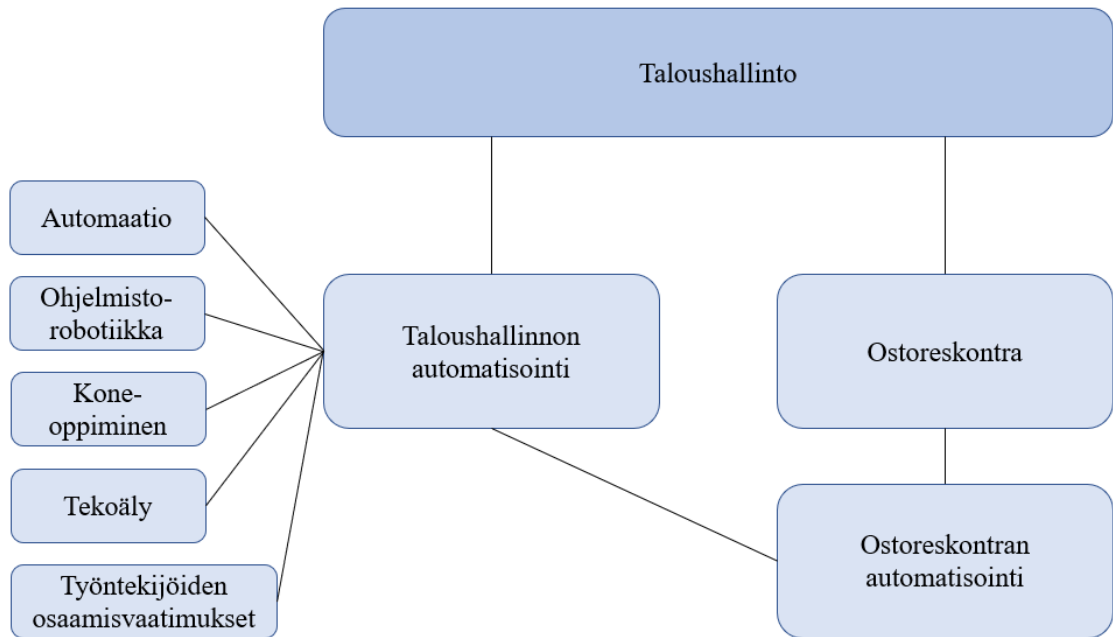 Taloushallinto
Automaatio
Ohjelmisto-
robotiikka
Kone-
oppiminen
Tekoäly
Työntekijöiden
osaamisvaatimukset
Taloushallinnon
automatisointi
Ostoreskontra
Ostoreskontran
automatisointi